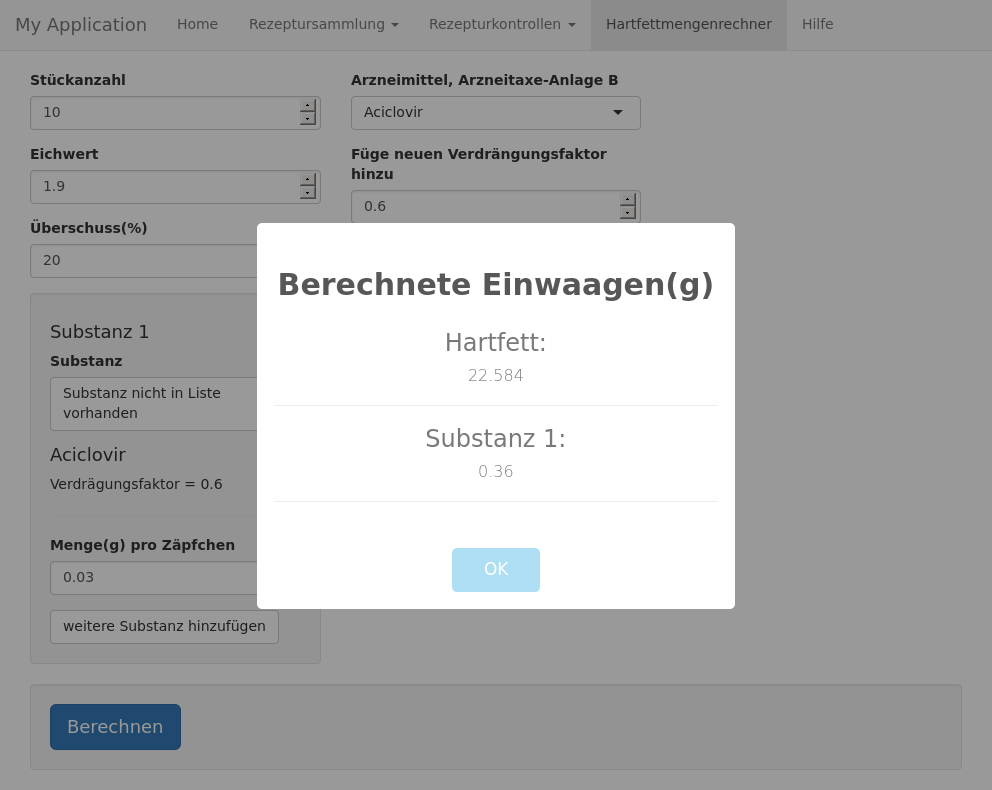 My Application
Home
Rezeptursammlung
Rezepturkontrollen
Hartfettmengenrechner
Hilfe
Stückanzahl
10
Eichwert
1.9
Überschuss(%)
20
Arzneimittel, Arzneitaxe-Anlage B
Aciclovir
Füge neuen Verdrängungsfaktor
hinzu
0.6
Substanz 1
Substanz
Substanz nicht in Liste
vorhanden
Aciclovir
Verdrägungsfaktor = 0.6
Menge(g) pro Zäpfchen
0.03
weitere Substanz hinzufügen
Berechnen
Berechnete Einwaagen(g)
Hartfett:
22.584
Substanz 1:
0.36
OK